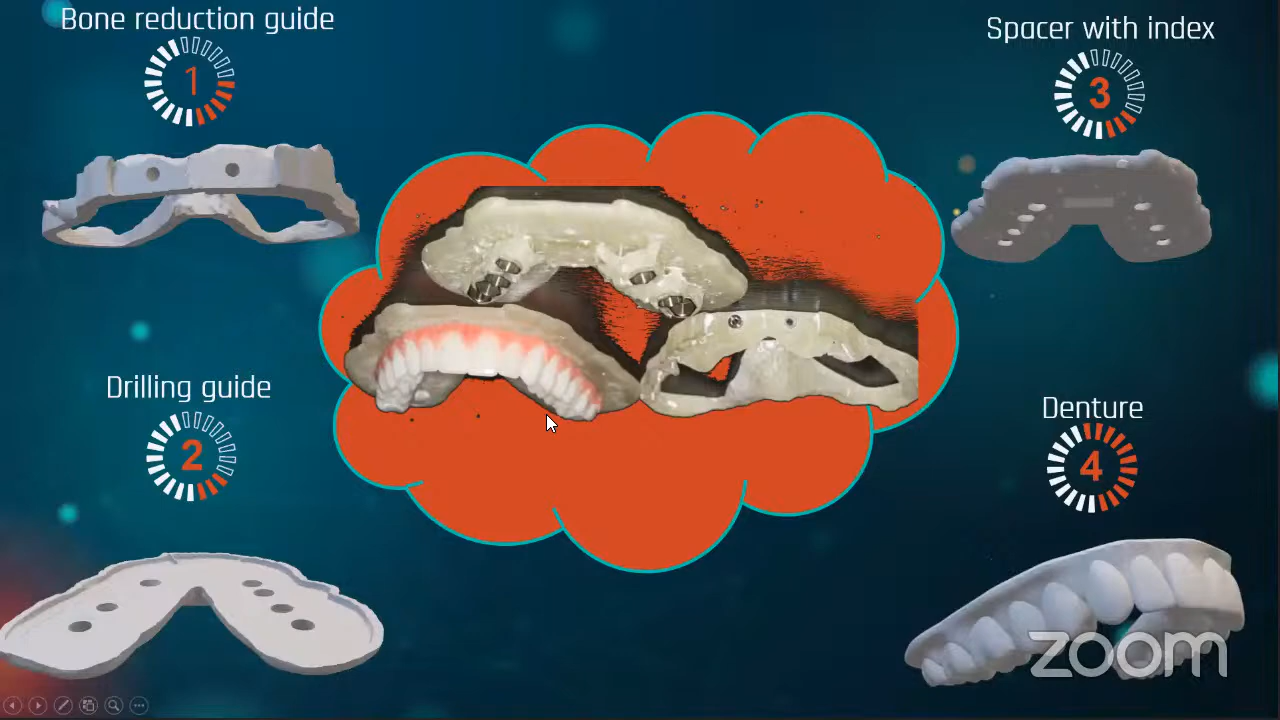 Bone reduction guide
1
Spacer with index
3
Drilling guide
2
Denture
4
zoom